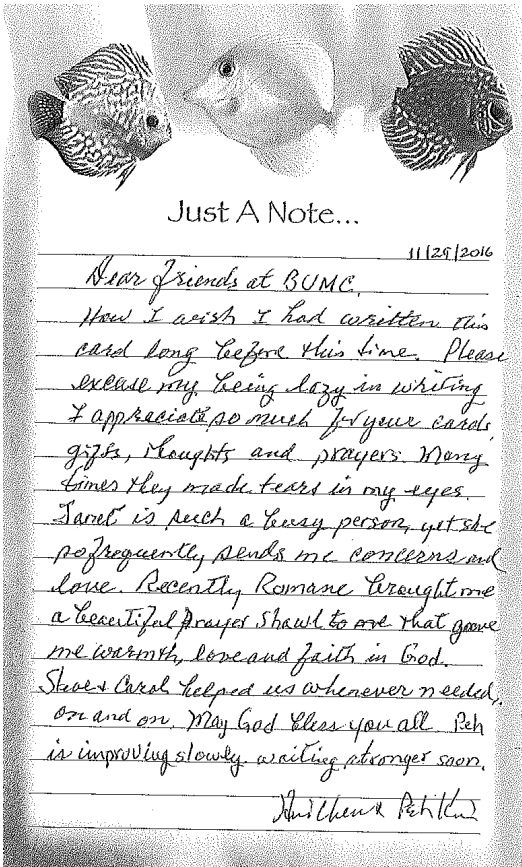 Just A Note...
11/29/2016
Dear friends at BUMC,
How I wish I had written this
card long before this time. Please
excuse my being lazy in writing
I appreciate so much for your cards,
gifts, thoughts and prayers. Many
times they made tears in my eyes.
Janet is such a busy person, yet she
so frequently sends me concerns and
love. Recently Romane brought me
a beautiful prayer shawl to me that gave
me warmth, love and faith in God.
Steve & Carol helped us whenever needed,
on and on. May God bless you all Peh
is improving slowly. waiting stronger soon.